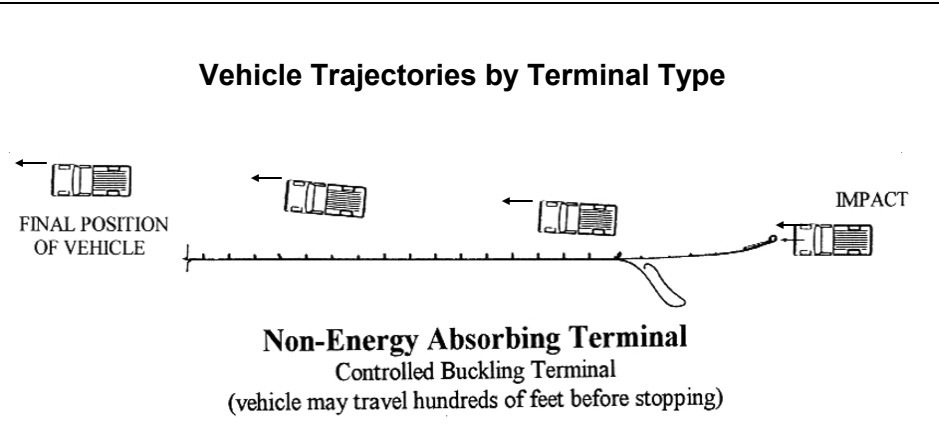 Vehicle Trajectories by Terminal Type
IMPACT
FINAL POSITION
OF VEHICLE
Non-Energy Absorbing Terminal
Controlled Buckling Terminal
(vehicle may travel hundreds of feet before stopping)